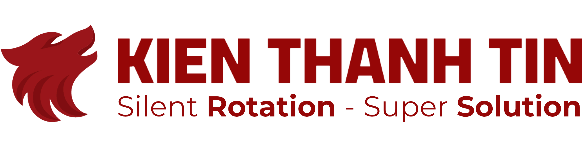 KIEN THANH TIN
Silent Rotation - Super Solution